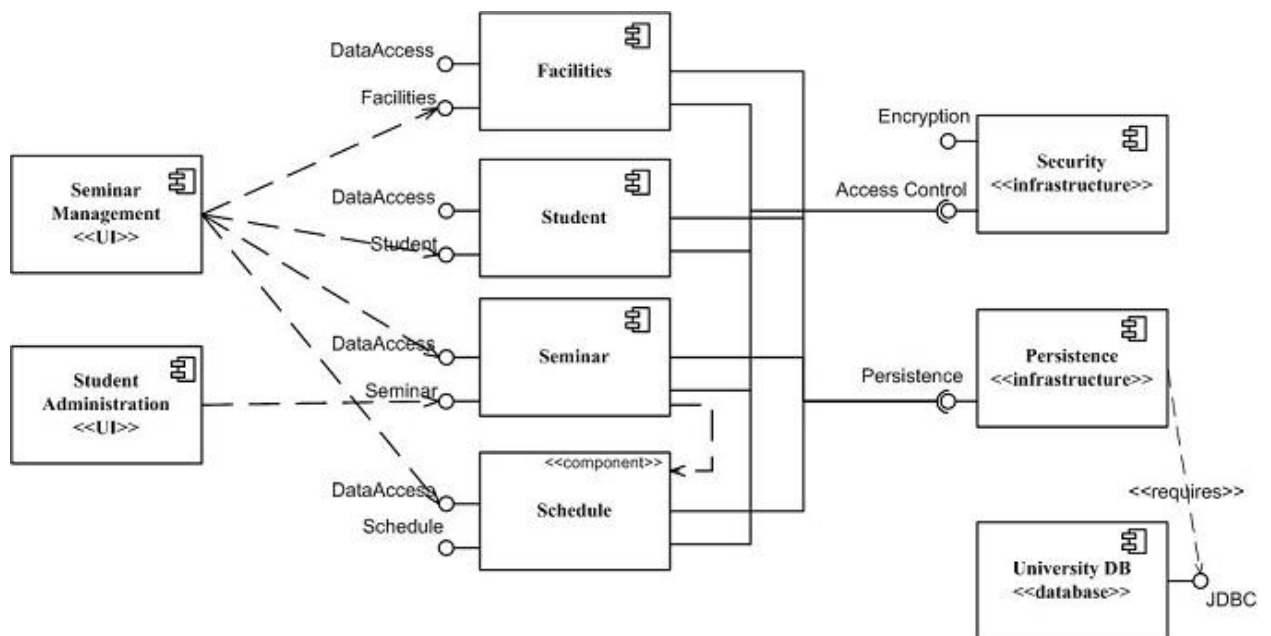 DataAccess
Facilities
Facilities
Encryption
Security
<<infrastructure>>
Access Control
Seminar
Management
<<UI>>
DataAccess
Student
Student
DataAccess
Seminar
Seminar
Persistence
<<infrastructure>>
Persistence
Student
Administration
<<UI>>
<<component>>
DataAccess
Schedule
Schedule
<<requires>>
University DB
<<database>>
JDBC